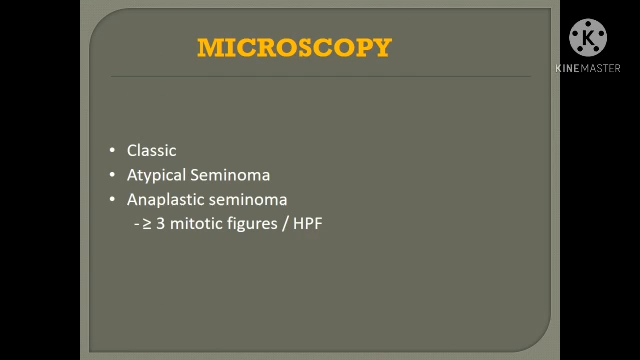 MICROSCOPY
K
KINEMASTER
• Classic
• Atypical Seminoma
• Anaplastic seminoma
- ≥ 3 mitotic figures / HPF